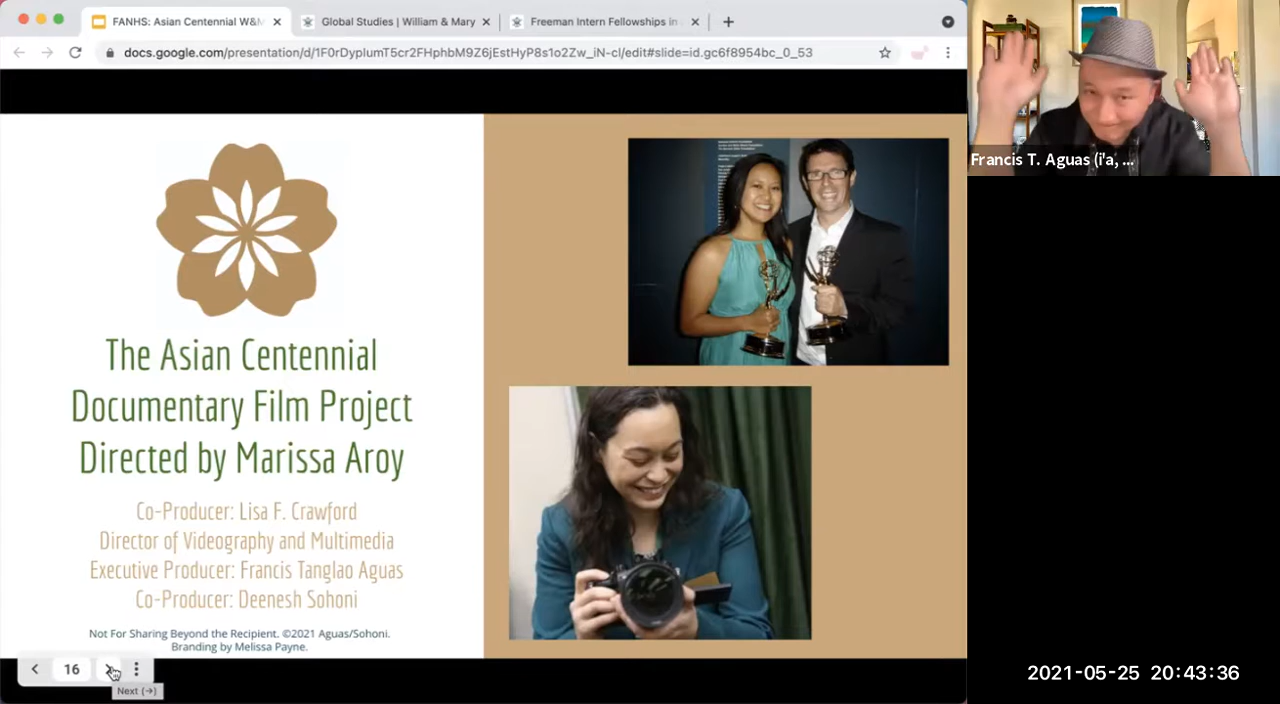 FANHS: Asian Centennial W&M
Global Studies | William & Mary
Freeman Intern Fellowships in
docs.google.com/presentation/d/1F0rDyplumT5cr2FHphbM9Z6jEstHyP8s1o2Zw_iN-cI/edit#slide=id.gc6f8954bc_0_53
Francis T. Aguas (i'a, ...
The Asian Centennial
Documentary Film Project
Directed by Marissa Aroy
Co-Producer: Lisa F. Crawford
Director of Videography and Multimedia
Executive Producer: Francis Tanglao Aguas
Co-Producer: Deenesh Sohoni
Not For Sharing Beyond the Recipient. ©2021 Aguas/Sohoni.
Branding by Melissa Payne.
16
Next (→)
2021-05-25 20:43:36